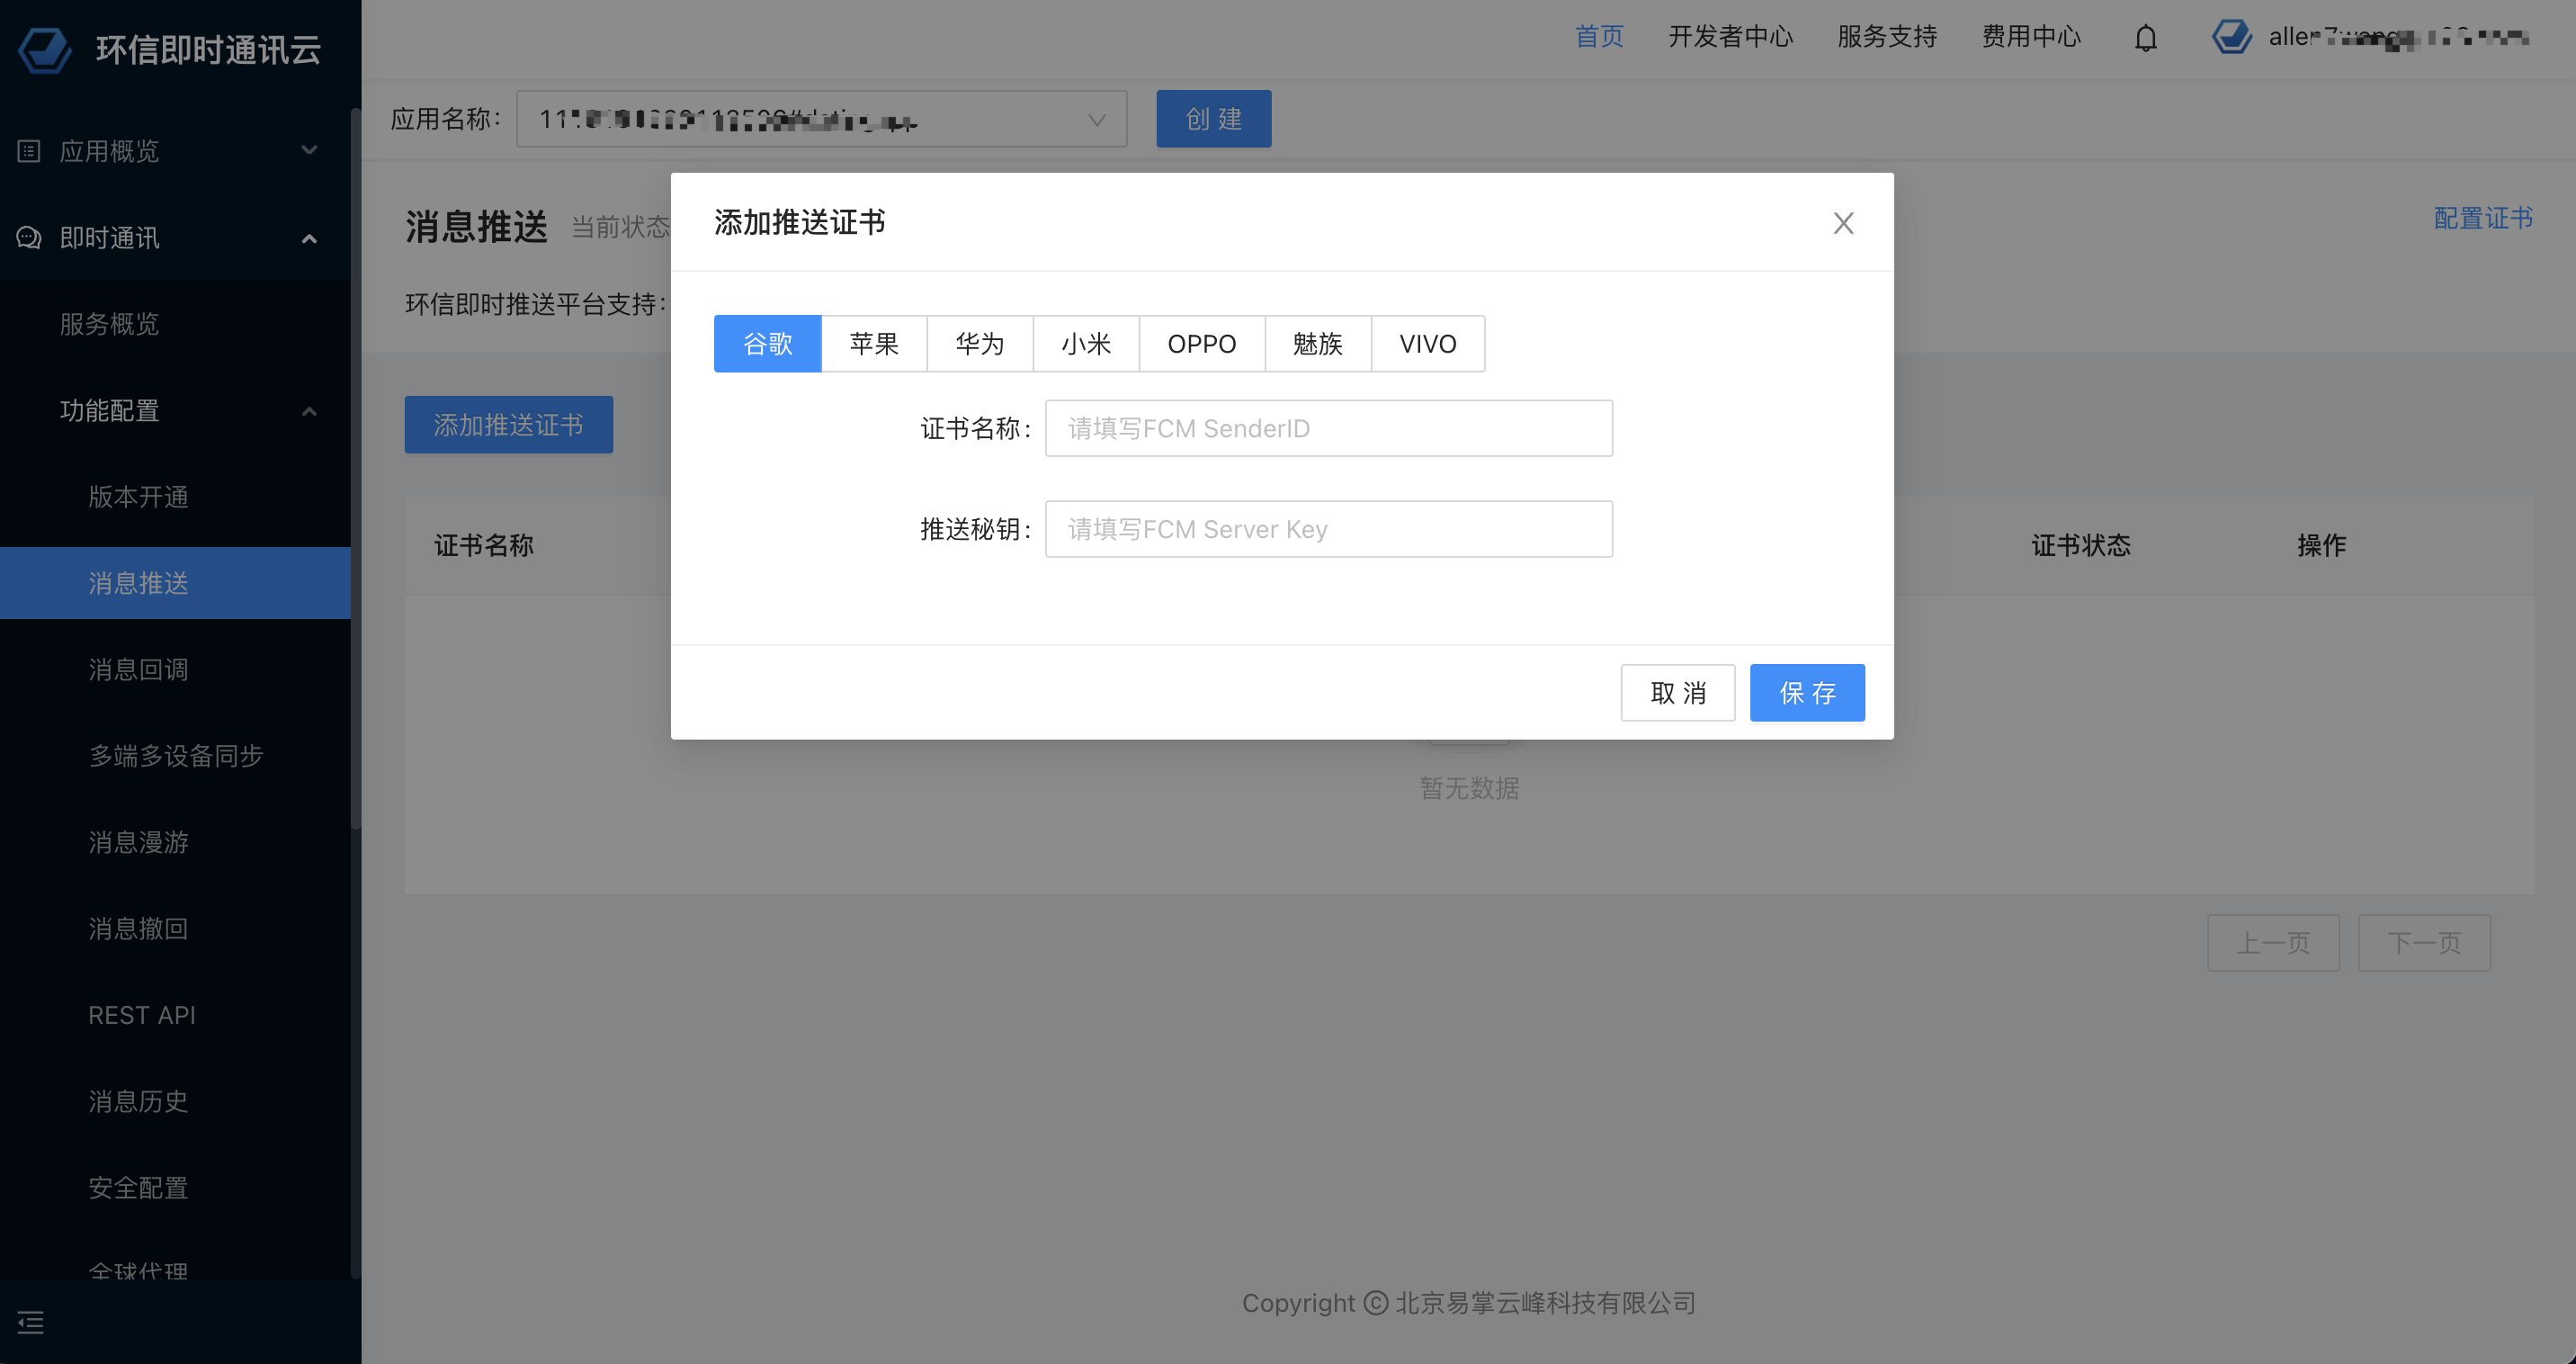 环信即时通讯云
首页 开发者中心 服务支持 费用中心
应用名称: 创 建
应用概览
即时通讯
服务概览
功能配置
版本开通
消息推送
消息回调
多端多设备同步
消息漫游
消息撤回
REST API
消息历史
安全配置
全球代理
消息推送 当前状态
配置证书
环信即时推送平台支持:
添加推送证书
证书名称 证书状态 操作
添加推送证书
谷歌 苹果 华为 小米 OPPO 魅族 VIVO
证书名称: 请填写FCM SenderID
推送秘钥: 请填写FCM Server Key
取 消 保 存
暂无数据
上一页 下一页
Copyright © 北京易掌云峰科技有限公司